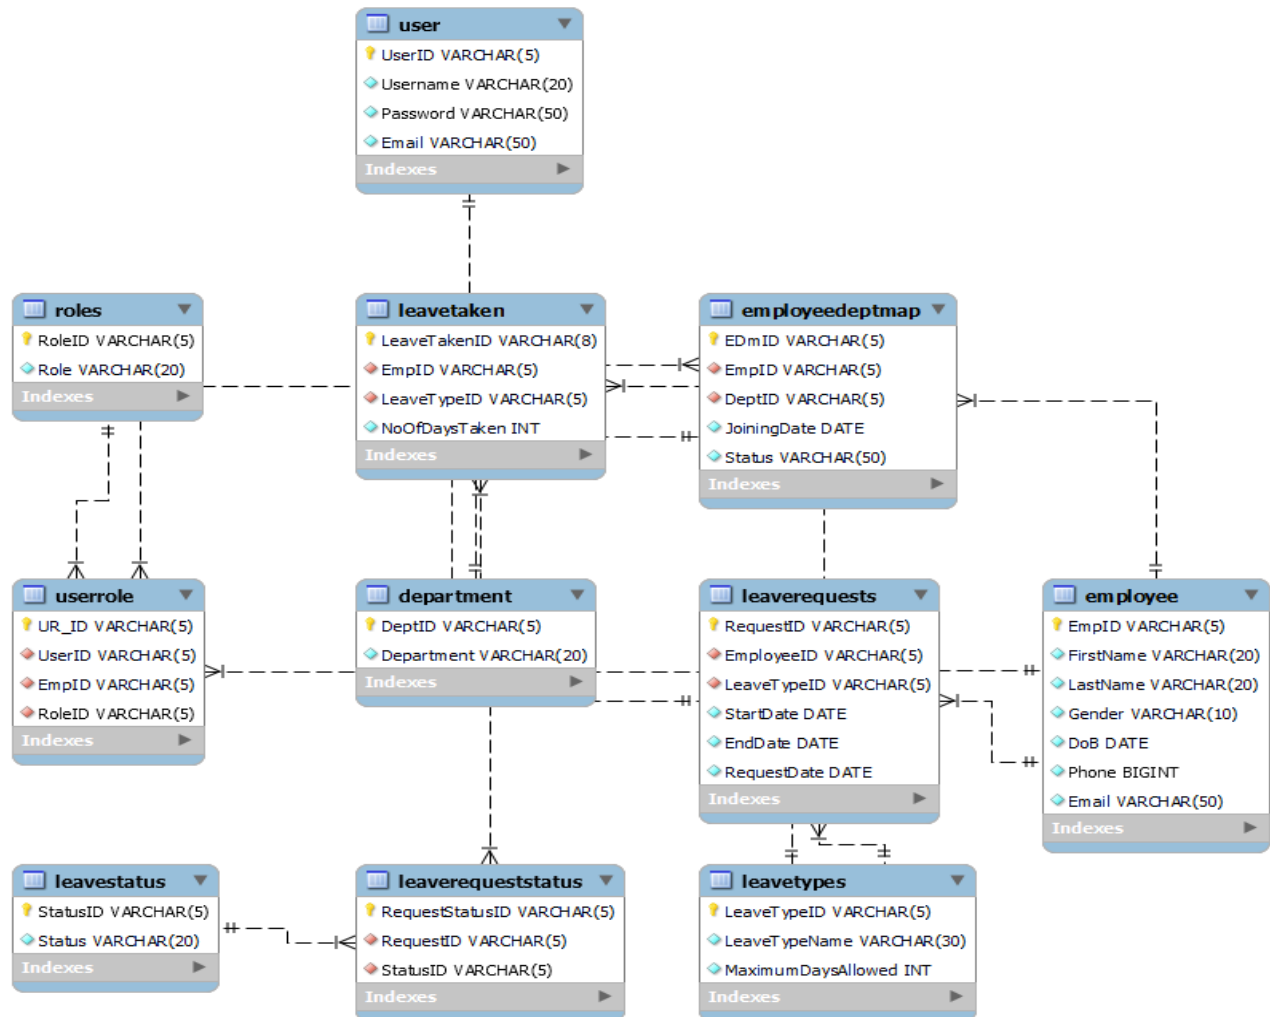 user
UserID VARCHAR(5)
Username VARCHAR(20)
Password VARCHAR(50)
Email VARCHAR(50)
Indexes
roles
RoleID VARCHAR(5)
Role VARCHAR(20)
Indexes
leavetaken
LeaveTakenID VARCHAR(8)
EmpID VARCHAR(5)
LeaveTypeID VARCHAR(5)
NoOfDaysTaken INT
Indexes
employeedeptmap
EDmID VARCHAR(5)
EmpID VARCHAR(5)
DeptID VARCHAR(5)
JoiningDate DATE
Status VARCHAR(50)
Indexes
userrole
UR_ID VARCHAR(5)
UserID VARCHAR(5)
EmpID VARCHAR(5)
RoleID VARCHAR(5)
Indexes
department
DeptID VARCHAR(5)
Department VARCHAR(20)
Indexes
leaverequests
RequestID VARCHAR(5)
EmployeeID VARCHAR(5)
LeaveTypeID VARCHAR(5)
StartDate DATE
EndDate DATE
RequestDate DATE
Indexes
employee
EmpID VARCHAR(5)
FirstName VARCHAR(20)
LastName VARCHAR(20)
Gender VARCHAR(10)
DoB DATE
Phone BIGINT
Email VARCHAR(50)
Indexes
leavestatus
StatusID VARCHAR(5)
Status VARCHAR(20)
Indexes
leaverequeststatus
RequestStatusID VARCHAR(5)
RequestID VARCHAR(5)
StatusID VARCHAR(5)
Indexes
leavetypes
LeaveTypeID VARCHAR(5)
LeaveTypeName VARCHAR(30)
MaximumDaysAllowed INT
Indexes